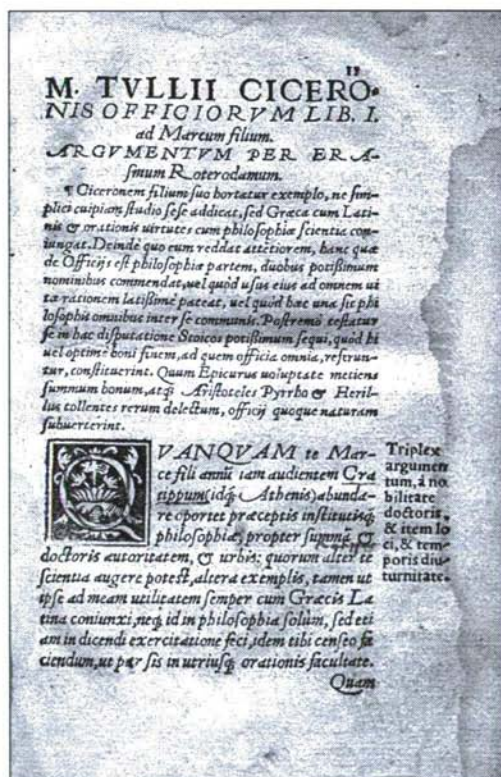 13
M. TVLLII CICERO-
NIS OFFICIORVM LIB. I.
ad Marcum filium.
ARGVMENTVM PER ERA-
ſmum Roterodamum.
¶ Ciceronem filium ſuo hortatur exemplo, ne ſim-
plici cuipiam ſtudio ſeſe addicat, ſed Græca cum Lati-
nis & orationis uirtutes cum philoſophiæ ſcientia con-
iungat. Deinde quo eum reddat attētiorem, hanc quæ
de Officijs eſt philoſophiæ partem, duobus potißimum
nominibus commendat, uel quòd uſus eius ad omnem ui
tæ rationem latißimè pateat, uel quòd hæc una ſit phi
loſophis omnibus inter ſe communis. Poſtremò teſtatur
ſe in hac diſputatione Stoicos potißimum ſequi, quòd hi
uel optimè boni finem, ad quem officia omnia, referun-
tur, conſtituerint. Quum Epicurus uoluptate metiens
ſummum bonum, atq; Ariſtoteles Pyrrho & Heril-
lus tollentes rerum delectum, officij quoque naturam
ſubuerterint.
QVANQVAM te Mar-
ce fili annū iam audientem Cra
tippum (idq; Athenis) abunda-
re oportet præceptis inſtitutisq;
philoſophiæ, propter ſummā &
doctoris autoritatem, & urbis: quorum alter te
ſcientia augere poteſt, altera exemplis, tamen ut
ipſe ad meam utilitatem ſemper cum Græcis La
tina coniunxi, neq; id in philoſophia ſolùm, ſed eti
am in dicendi exercitatione feci, idem tibi cenſeo fa
ciendum, ut par ſis in utriuſq; orationis facultate.
Quam
Triplex
argumen
tum, à no
bilitate
doctoris,
& item lo
ci, & tem
poris diu-
turnitate.